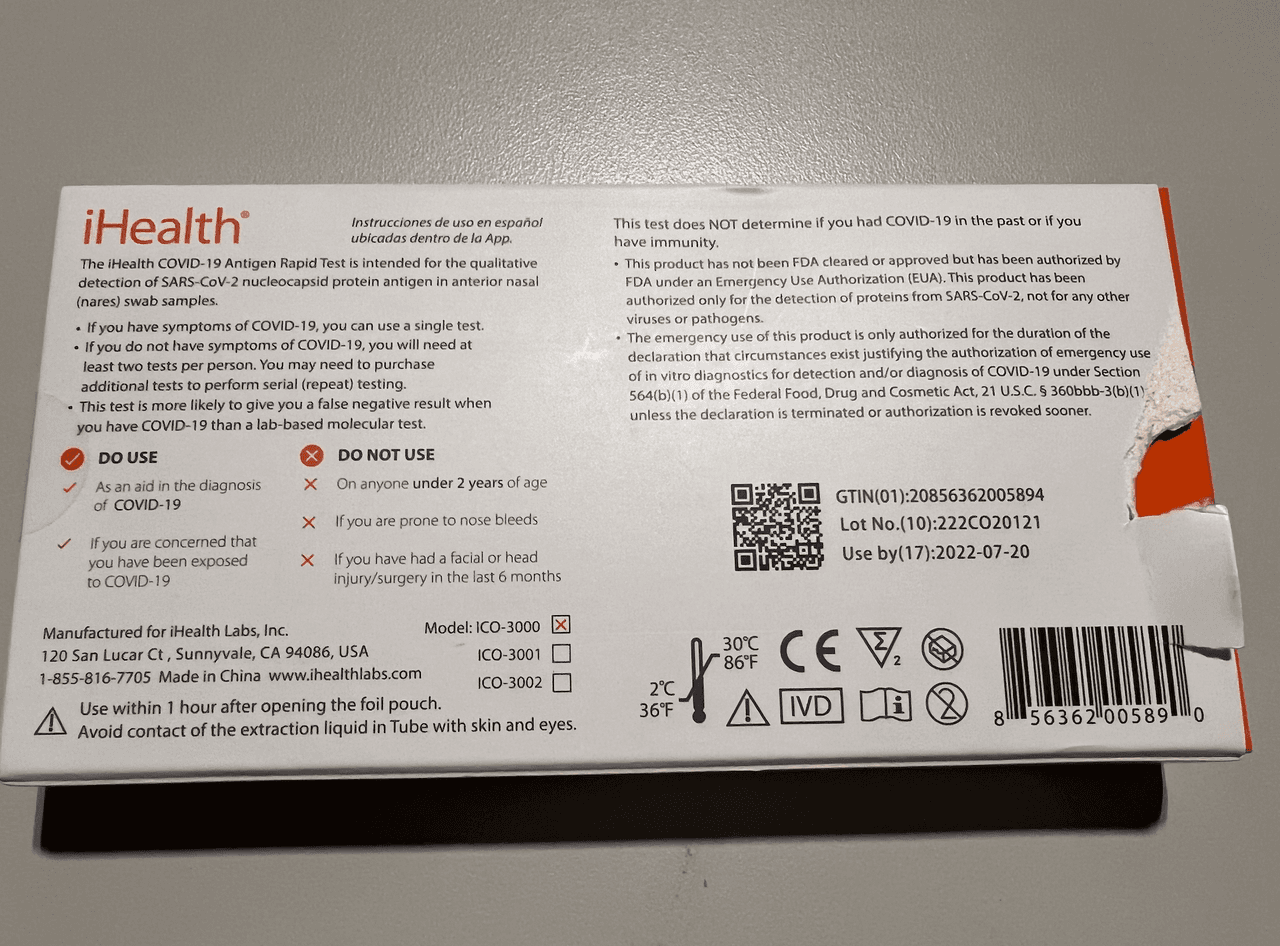 iHealth®
Instrucciones de uso en español
ubicadas dentro de la App.
The iHealth COVID-19 Antigen Rapid Test is intended for the qualitative
detection of SARS-CoV-2 nucleocapsid protein antigen in anterior nasal
(nares) swab samples.
• If you have symptoms of COVID-19, you can use a single test.
• If you do not have symptoms of COVID-19, you will need at
least two tests per person. You may need to purchase
additional tests to perform serial (repeat) testing.
• This test is more likely to give you a false negative result when
you have COVID-19 than a lab-based molecular test.
DO USE
As an aid in the diagnosis
of COVID-19
If you are concerned that
you have been exposed
to COVID-19
DO NOT USE
On anyone under 2 years of age
If you are prone to nose bleeds
If you have had a facial or head
injury/surgery in the last 6 months
Manufactured for iHealth Labs, Inc.
120 San Lucar Ct , Sunnyvale, CA 94086, USA
1-855-816-7705 Made in China www.ihealthlabs.com
Model: ICO-3000
ICO-3001
ICO-3002
Use within 1 hour after opening the foil pouch.
Avoid contact of the extraction liquid in Tube with skin and eyes.
This test does NOT determine if you had COVID-19 in the past or if you
have immunity.
• This product has not been FDA cleared or approved but has been authorized by
FDA under an Emergency Use Authorization (EUA). This product has been
authorized only for the detection of proteins from SARS-CoV-2, not for any other
viruses or pathogens.
• The emergency use of this product is only authorized for the duration of the
declaration that circumstances exist justifying the authorization of emergency use
of in vitro diagnostics for detection and/or diagnosis of COVID-19 under Section
564(b)(1) of the Federal Food, Drug and Cosmetic Act, 21 U.S.C. § 360bbb-3(b)(1)
unless the declaration is terminated or authorization is revoked sooner.
GTIN(01):20856362005894
Lot No.(10):222CO20121
Use by(17):2022-07-20
30℃
86℉
2℃
36℉
CE
Σ
2
IVD
i
2
8 56362 00589 0